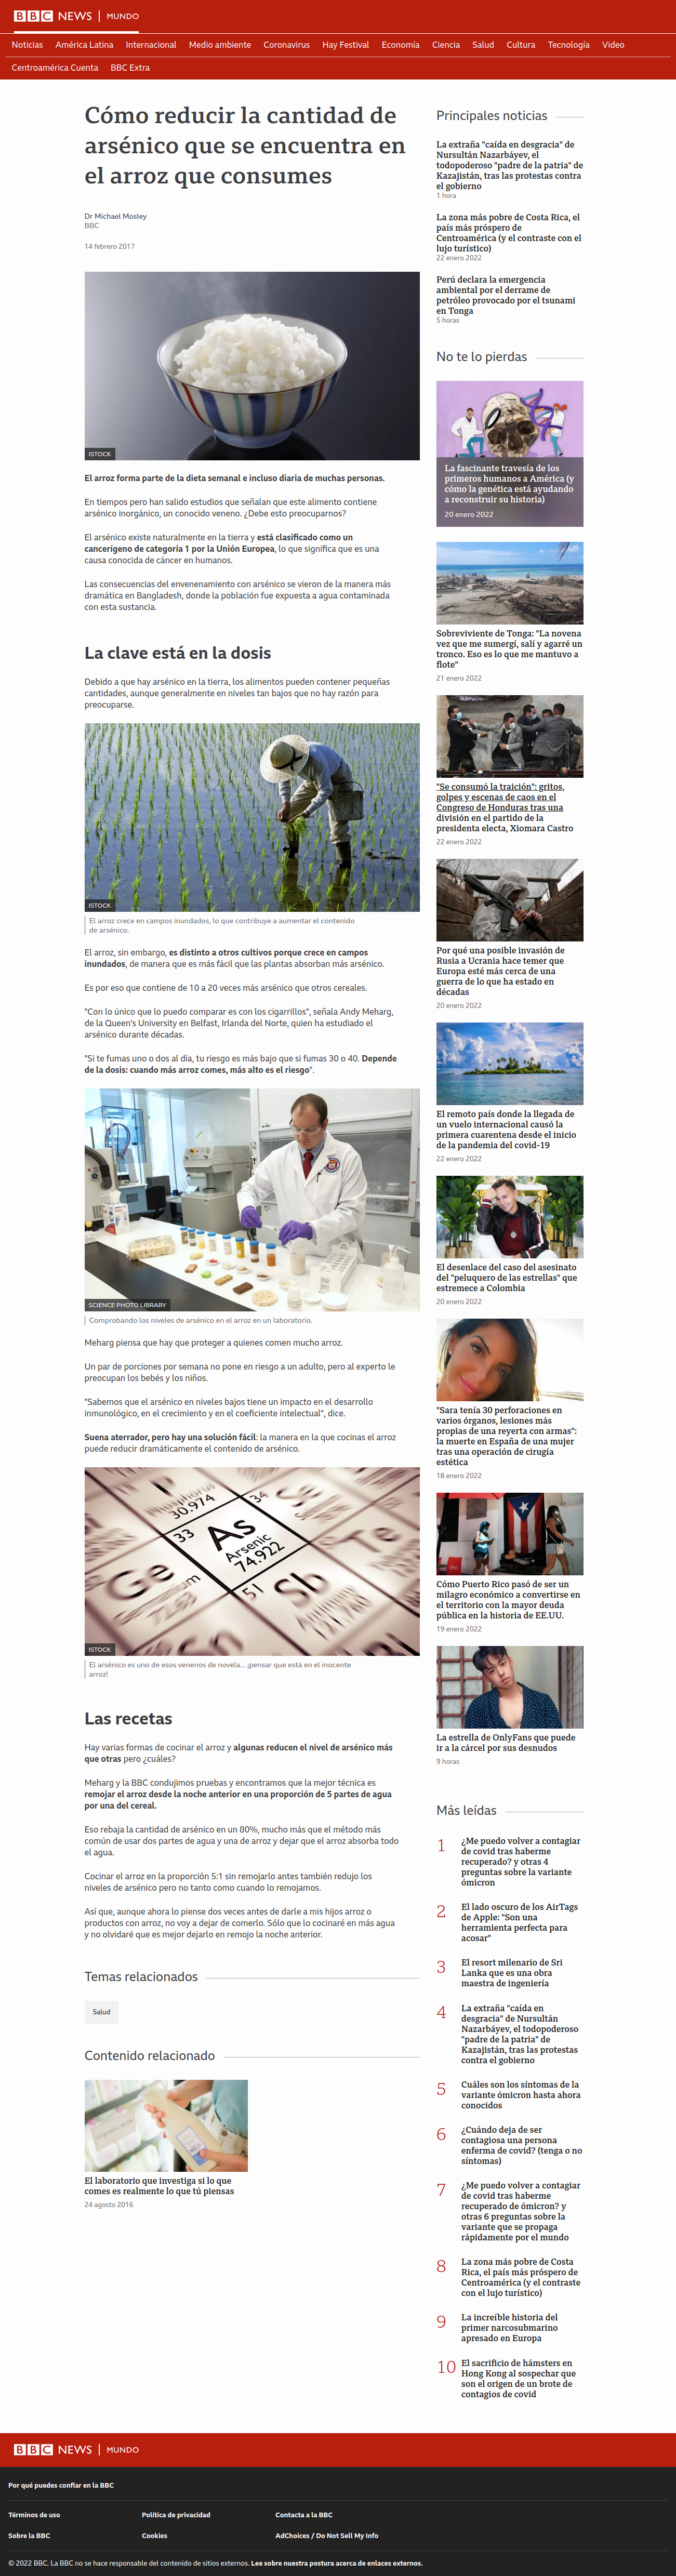 BBC NEWS MUNDO
Noticias América Latina Internacional Medio ambiente Coronavirus Hay Festival Economía Ciencia Salud Cultura Tecnología Video
Centroamérica Cuenta BBC Extra
Cómo reducir la cantidad de
arsénico que se encuentra en
el arroz que consumes
Dr Michael Mosley
BBC
14 febrero 2017
ISTOCK
El arroz forma parte de la dieta semanal e incluso diaria de muchas personas.
En tiempos pero han salido estudios que señalan que este alimento contiene
arsénico inorgánico, un conocido veneno. ¿Debe esto preocuparnos?
El arsénico existe naturalmente en la tierra y está clasificado como un
cancerígeno de categoría 1 por la Unión Europea, lo que significa que es una
causa conocida de cáncer en humanos.
Las consecuencias del envenenamiento con arsénico se vieron de la manera más
dramática en Bangladesh, donde la población fue expuesta a agua contaminada
con esta sustancia.
La clave está en la dosis
Debido a que hay arsénico en la tierra, los alimentos pueden contener pequeñas
cantidades, aunque generalmente en niveles tan bajos que no hay razón para
preocuparse.
ISTOCK
El arroz crece en campos inundados, lo que contribuye a aumentar el contenido
de arsénico.
El arroz, sin embargo, es distinto a otros cultivos porque crece en campos
inundados, de manera que es más fácil que las plantas absorban más arsénico.
Es por eso que contiene de 10 a 20 veces más arsénico que otros cereales.
"Con lo único que lo puedo comparar es con los cigarrillos", señala Andy Meharg,
de la Queen's University en Belfast, Irlanda del Norte, quien ha estudiado el
arsénico durante décadas.
"Si te fumas uno o dos al día, tu riesgo es más bajo que si fumas 30 o 40. Depende
de la dosis: cuando más arroz comes, más alto es el riesgo".
SCIENCE PHOTO LIBRARY
Comprobando los niveles de arsénico en el arroz en un laboratorio.
Meharg piensa que hay que proteger a quienes comen mucho arroz.
Un par de porciones por semana no pone en riesgo a un adulto, pero al experto le
preocupan los bebés y los niños.
"Sabemos que el arsénico en niveles bajos tiene un impacto en el desarrollo
inmunológico, en el crecimiento y en el coeficiente intelectual", dice.
Suena aterrador, pero hay una solución fácil: la manera en la que cocinas el arroz
puede reducir dramáticamente el contenido de arsénico.
30.974
34
33
As
Arsenic
74.922
Ge
51
Sb
ISTOCK
El arsénico es uno de esos venenos de novela... ¡pensar que está en el inocente
arroz!
Las recetas
Hay varias formas de cocinar el arroz y algunas reducen el nivel de arsénico más
que otras pero ¿cuáles?
Meharg y la BBC condujimos pruebas y encontramos que la mejor técnica es
remojar el arroz desde la noche anterior en una proporción de 5 partes de agua
por una del cereal.
Eso rebaja la cantidad de arsénico en un 80%, mucho más que el método más
común de usar dos partes de agua y una de arroz y dejar que el arroz absorba todo
el agua.
Cocinar el arroz en la proporción 5:1 sin remojarlo antes también redujo los
niveles de arsénico pero no tanto como cuando lo remojamos.
Así que, aunque ahora lo piense dos veces antes de darle a mis hijos arroz o
productos con arroz, no voy a dejar de comerlo. Sólo que lo cocinaré en más agua
y no olvidaré que es mejor dejarlo en remojo la noche anterior.
Temas relacionados
Salud
Contenido relacionado
El laboratorio que investiga si lo que
comes es realmente lo que tú piensas
24 agosto 2016
Principales noticias
La extraña "caída en desgracia" de
Nursultán Nazarbáyev, el
todopoderoso "padre de la patria" de
Kazajistán, tras las protestas contra
el gobierno
1 hora
La zona más pobre de Costa Rica, el
país más próspero de
Centroamérica (y el contraste con el
lujo turístico)
22 enero 2022
Perú declara la emergencia
ambiental por el derrame de
petróleo provocado por el tsunami
en Tonga
5 horas
No te lo pierdas
La fascinante travesía de los
primeros humanos a América (y
cómo la genética está ayudando
a reconstruir su historia)
20 enero 2022
Sobreviviente de Tonga: "La novena
vez que me sumergí, salí y agarré un
tronco. Eso es lo que me mantuvo a
flote"
21 enero 2022
"Se consumó la traición": gritos,
golpes y escenas de caos en el
Congreso de Honduras tras una
división en el partido de la
presidenta electa, Xiomara Castro
22 enero 2022
Por qué una posible invasión de
Rusia a Ucrania hace temer que
Europa esté más cerca de una
guerra de lo que ha estado en
décadas
20 enero 2022
El remoto país donde la llegada de
un vuelo internacional causó la
primera cuarentena desde el inicio
de la pandemia del covid-19
22 enero 2022
El desenlace del caso del asesinato
del "peluquero de las estrellas" que
estremece a Colombia
20 enero 2022
"Sara tenía 30 perforaciones en
varios órganos, lesiones más
propias de una reyerta con armas":
la muerte en España de una mujer
tras una operación de cirugía
estética
18 enero 2022
Cómo Puerto Rico pasó de ser un
milagro económico a convertirse en
el territorio con la mayor deuda
pública en la historia de EE.UU.
19 enero 2022
La estrella de OnlyFans que puede
ir a la cárcel por sus desnudos
9 horas
Más leídas
1 ¿Me puedo volver a contagiar
de covid tras haberme
recuperado? y otras 4
preguntas sobre la variante
ómicron
2 El lado oscuro de los AirTags
de Apple: "Son una
herramienta perfecta para
acosar"
3 El resort milenario de Sri
Lanka que es una obra
maestra de ingeniería
4 La extraña "caída en
desgracia" de Nursultán
Nazarbáyev, el todopoderoso
"padre de la patria" de
Kazajistán, tras las protestas
contra el gobierno
5 Cuáles son los síntomas de la
variante ómicron hasta ahora
conocidos
6 ¿Cuándo deja de ser
contagiosa una persona
enferma de covid? (tenga o no
síntomas)
7 ¿Me puedo volver a contagiar
de covid tras haberme
recuperado de ómicron? y
otras 6 preguntas sobre la
variante que se propaga
rápidamente por el mundo
8 La zona más pobre de Costa
Rica, el país más próspero de
Centroamérica (y el contraste
con el lujo turístico)
9 La increíble historia del
primer narcosubmarino
apresado en Europa
10 El sacrificio de hámsters en
Hong Kong al sospechar que
son el origen de un brote de
contagios de covid
BBC NEWS MUNDO
Por qué puedes confiar en la BBC
Términos de uso Política de privacidad Contacta a la BBC
Sobre la BBC Cookies AdChoices / Do Not Sell My Info
© 2022 BBC. La BBC no se hace responsable del contenido de sitios externos. Lee sobre nuestra postura acerca de enlaces externos.